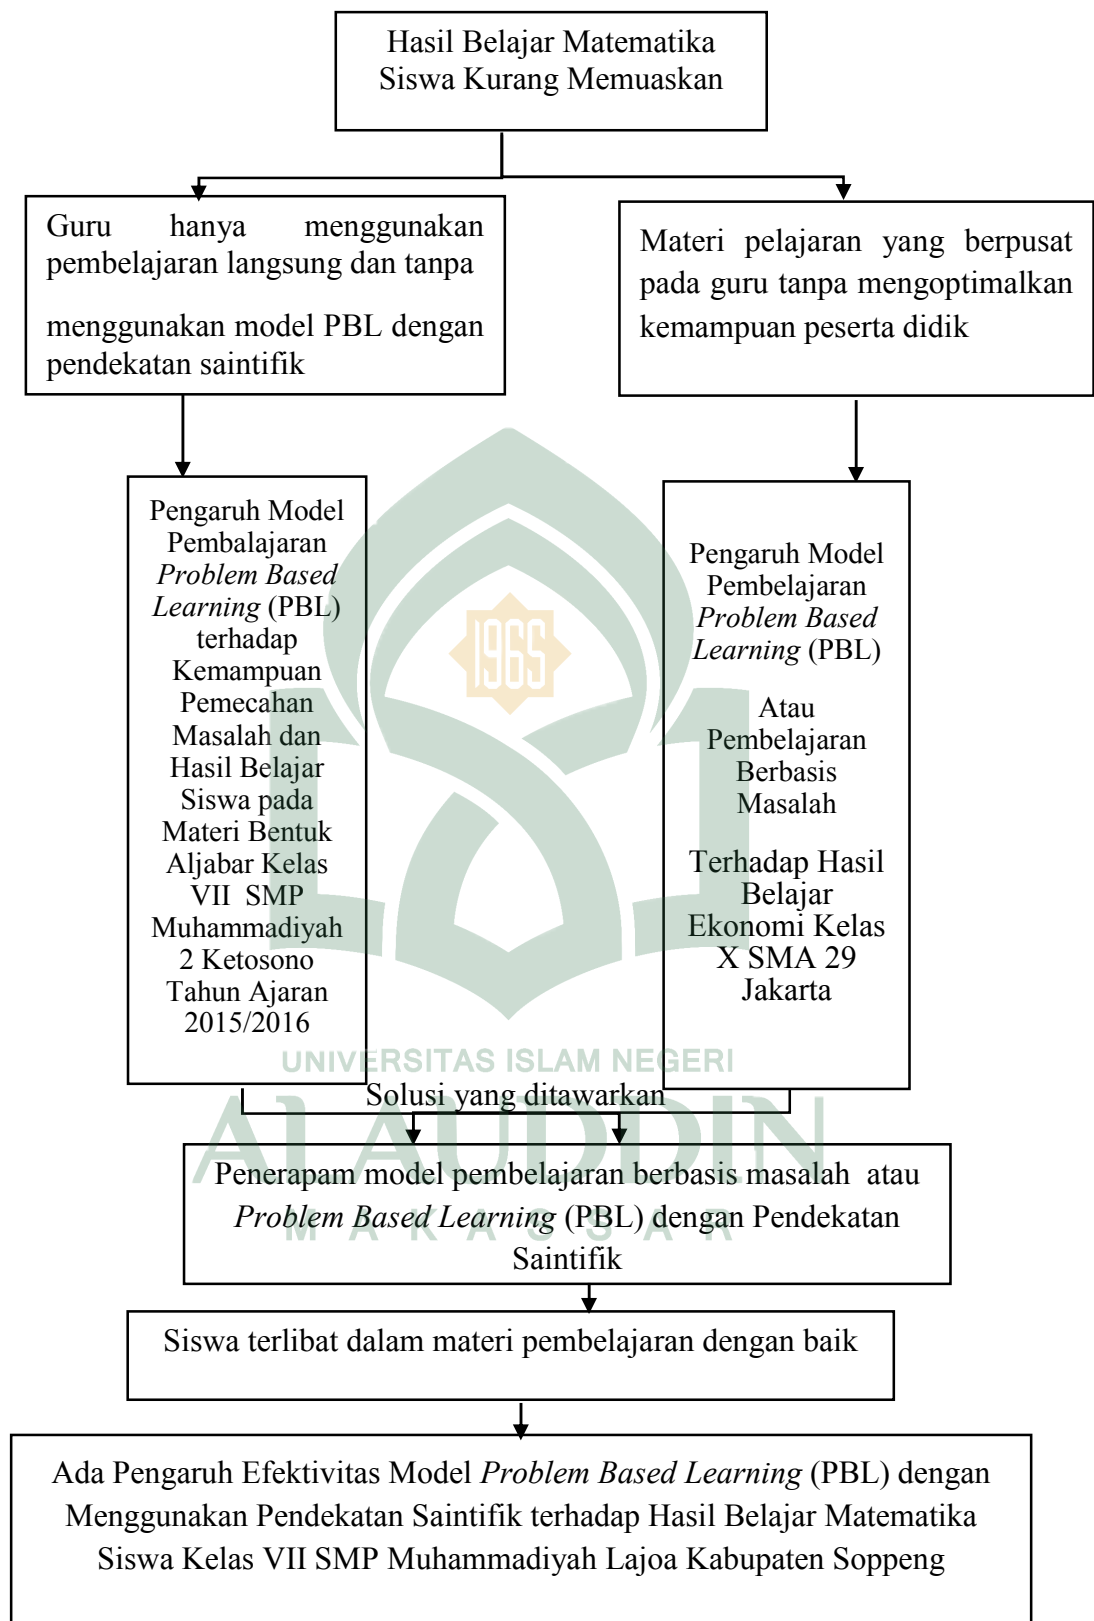 Hasil Belajar Matematika
Siswa Kurang Memuaskan
Guru hanya menggunakan
pembelajaran langsung dan tanpa
menggunakan model PBL dengan
pendekatan saintifik
Materi pelajaran yang berpusat
pada guru tanpa mengoptimalkan
kemampuan peserta didik
Pengaruh Model
Pembalajaran
Problem Based
Learning (PBL)
terhadap
Kemampuan
Pemecahan
Masalah dan
Hasil Belajar
Siswa pada
Materi Bentuk
Aljabar Kelas
VII SMP
Muhammadiyah
2 Ketosono
Tahun Ajaran
2015/2016
Pengaruh Model
Pembelajaran
Problem Based
Learning (PBL)
Atau
Pembelajaran
Berbasis
Masalah
Terhadap Hasil
Belajar
Ekonomi Kelas
X SMA 29
Jakarta
1965
UNIVERSITAS ISLAM NEGERI
Solusi yang ditawarkan
ALAUDDIN
Penerapam model pembelajaran berbasis masalah atau
Problem Based Learning (PBL) dengan Pendekatan
Saintifik
MAKASSAR
Siswa terlibat dalam materi pembelajaran dengan baik
Ada Pengaruh Efektivitas Model Problem Based Learning (PBL) dengan
Menggunakan Pendekatan Saintifik terhadap Hasil Belajar Matematika
Siswa Kelas VII SMP Muhammadiyah Lajoa Kabupaten Soppeng